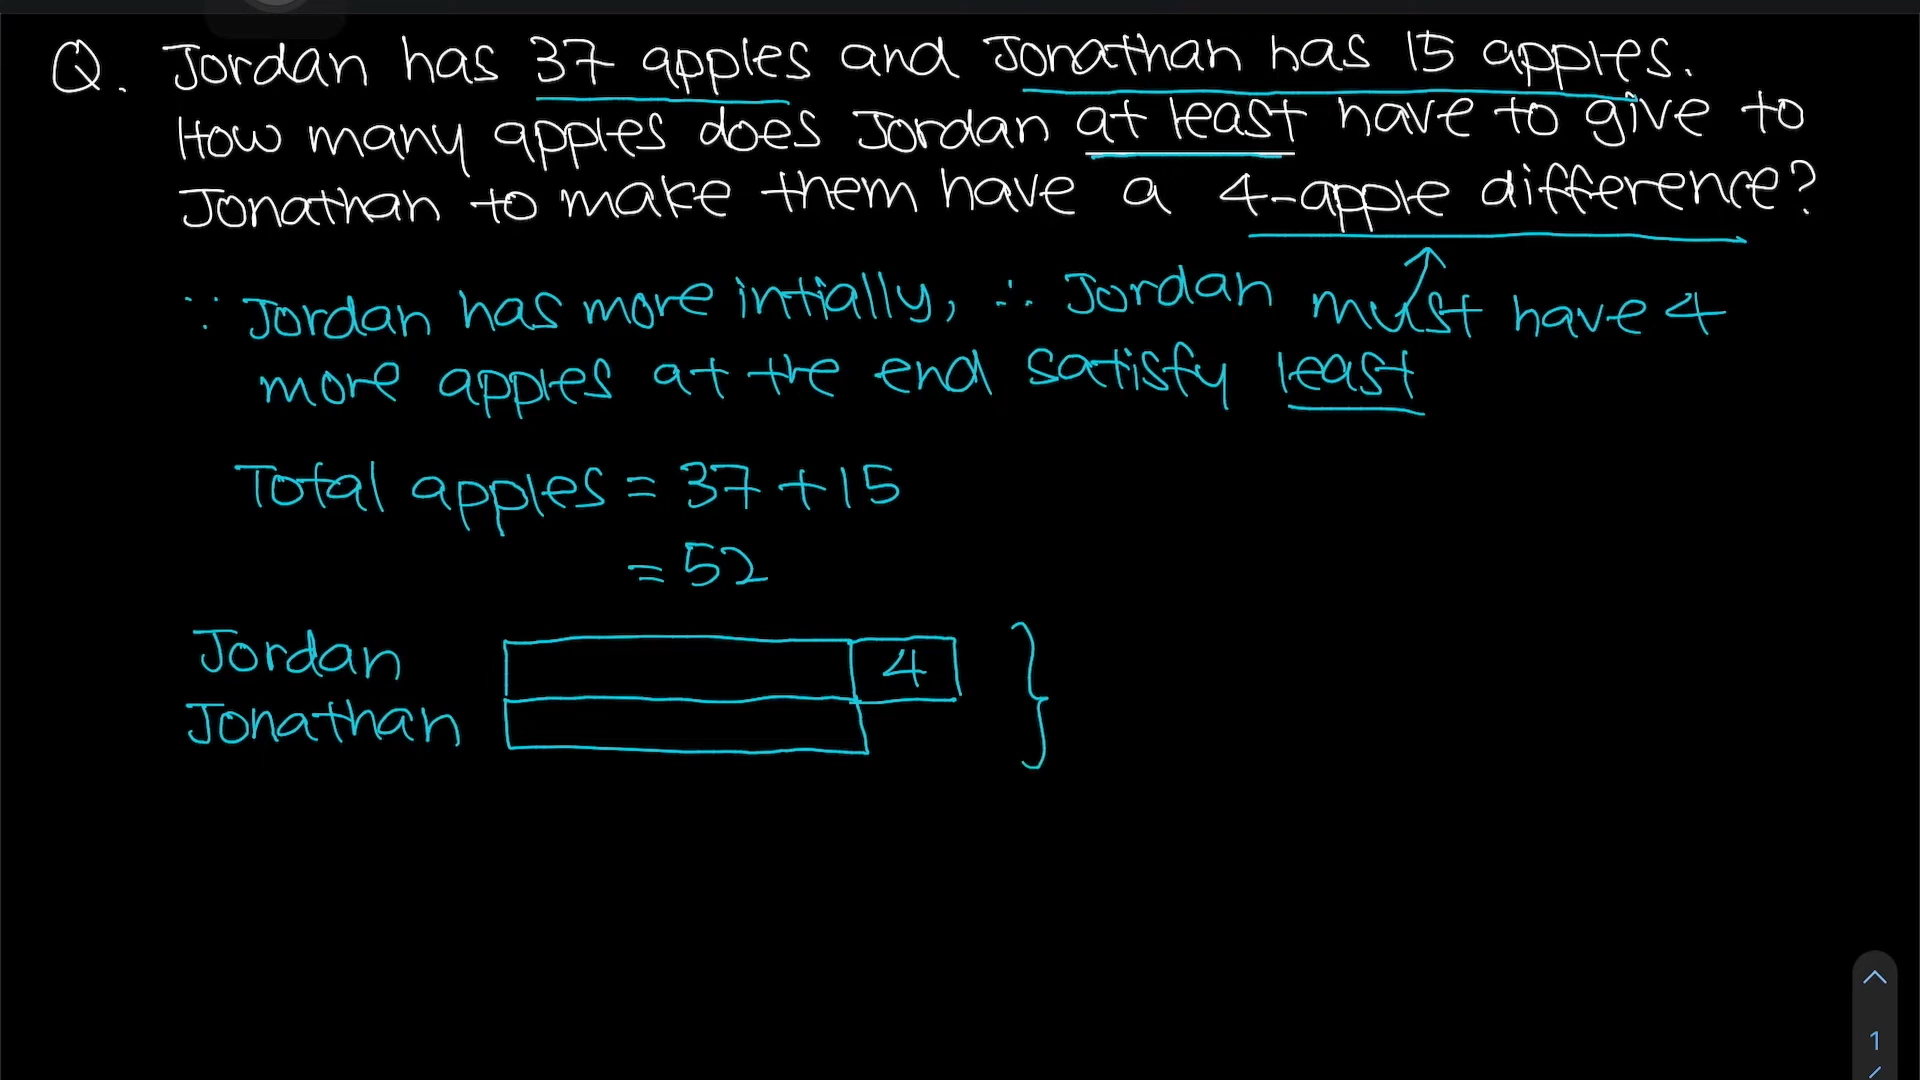 Q. Jordan has 37 apples and Jonathan has 15 apples.
How many apples does Jordan at least have to give to
Jonathan to make them have a 4-apple difference?
∵ Jordan has more intially, ∴ Jordan must have 4
more apples at the end satisfy least
Total apples = 37 + 15
= 52
Jordan 4
Jonathan
1